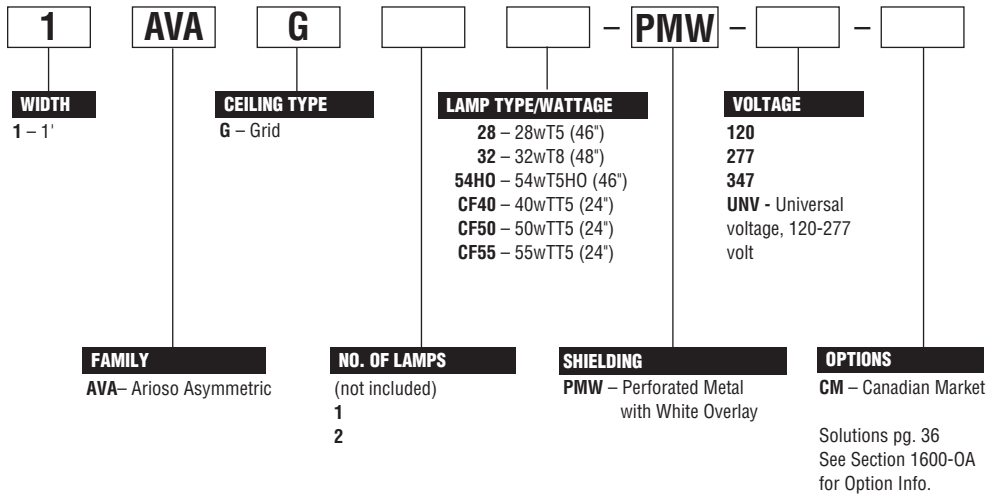 1 AVA G – PMW – –
WIDTH
1 – 1'
CEILING TYPE
G – Grid
LAMP TYPE/WATTAGE
28 – 28wT5 (46")
32 – 32wT8 (48")
54HO – 54wT5HO (46")
CF40 – 40wTT5 (24")
CF50 – 50wTT5 (24")
CF55 – 55wTT5 (24")
VOLTAGE
120
277
347
UNV - Universal
voltage, 120-277
volt
FAMILY
AVA– Arioso Asymmetric
NO. OF LAMPS
(not included)
1
2
SHIELDING
PMW – Perforated Metal
with White Overlay
OPTIONS
CM – Canadian Market
Solutions pg. 36
See Section 1600-OA
for Option Info.